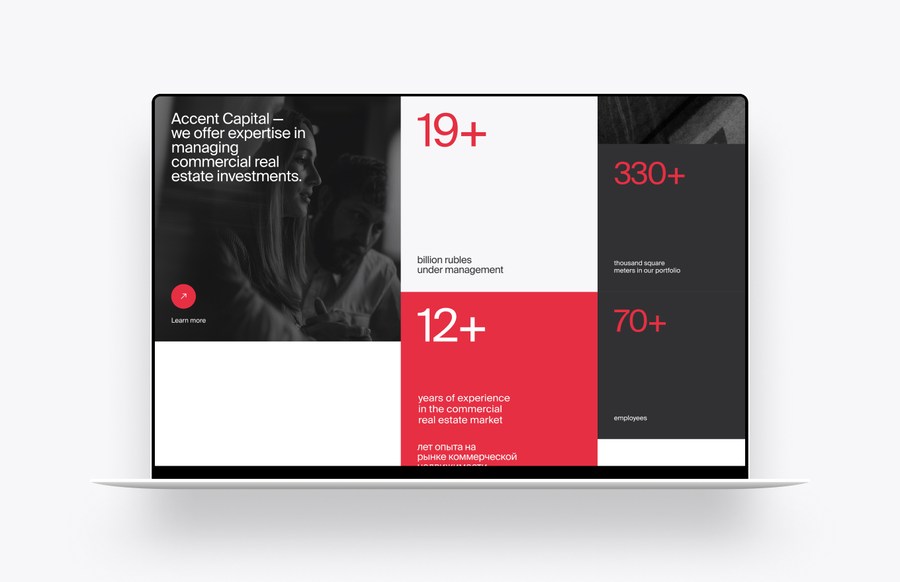 Accent Capital —
we offer expertise in
managing
commercial real
estate investments.
Learn more
19+
billion rubles
under management
12+
years of experience
in the commercial
real estate market
лет опыта на
рынке коммерческой
недвижимости
330+
thousand square
meters in our portfolio
70+
employees